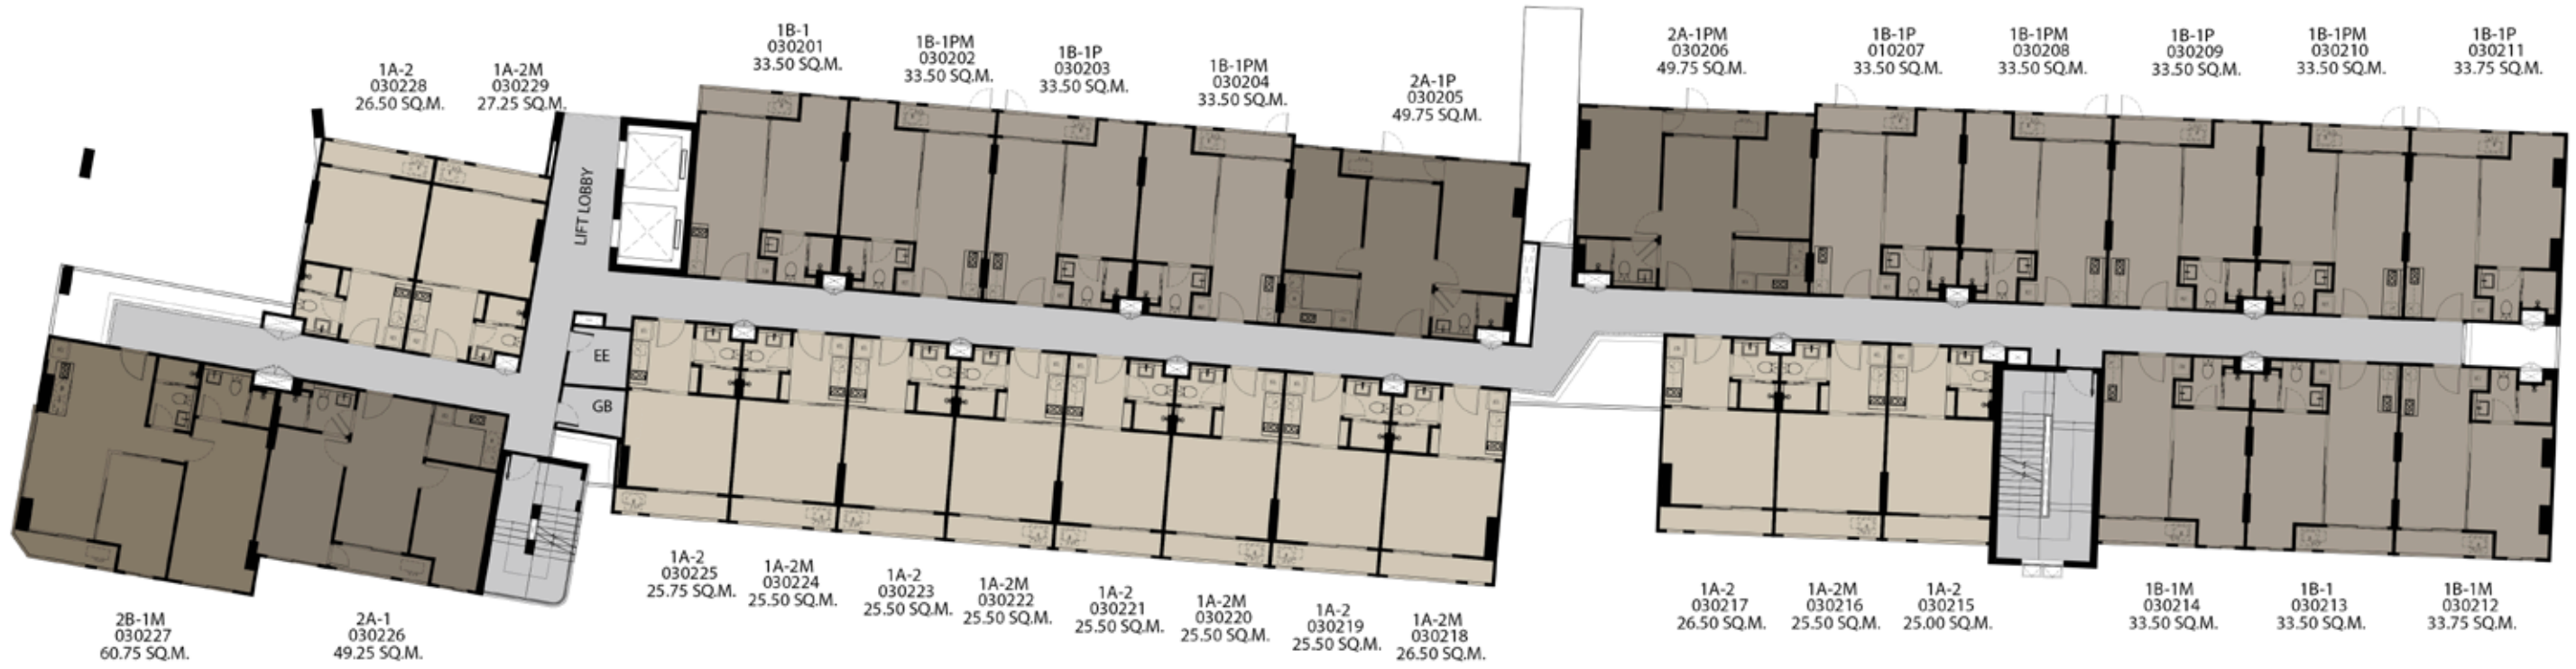 1A-2
030228
26.50 SQ.M.
1A-2M
030229
27.25 SQ.M.
1B-1
030201
33.50 SQ.M.
1B-1PM
030202
33.50 SQ.M.
1B-1P
030203
33.50 SQ.M.
1B-1PM
030204
33.50 SQ.M.
2A-1P
030205
49.75 SQ.M.
2A-1PM
030206
49.75 SQ.M.
1B-1P
010207
33.50 SQ.M.
1B-1PM
030208
33.50 SQ.M.
1B-1P
030209
33.50 SQ.M.
1B-1PM
030210
33.50 SQ.M.
1B-1P
030211
33.75 SQ.M.
LIFT LOBBY
EE
GB
2B-1M
030227
60.75 SQ.M.
2A-1
030226
49.25 SQ.M.
1A-2
030225
25.75 SQ.M.
1A-2M
030224
25.50 SQ.M.
1A-2
030223
25.50 SQ.M.
1A-2M
030222
25.50 SQ.M.
1A-2
030221
25.50 SQ.M.
1A-2M
030220
25.50 SQ.M.
1A-2
030219
25.50 SQ.M.
1A-2M
030218
26.50 SQ.M.
1A-2
030217
26.50 SQ.M.
1A-2M
030216
25.50 SQ.M.
1A-2
030215
25.00 SQ.M.
1B-1M
030214
33.50 SQ.M.
1B-1
030213
33.50 SQ.M.
1B-1M
030212
33.75 SQ.M.